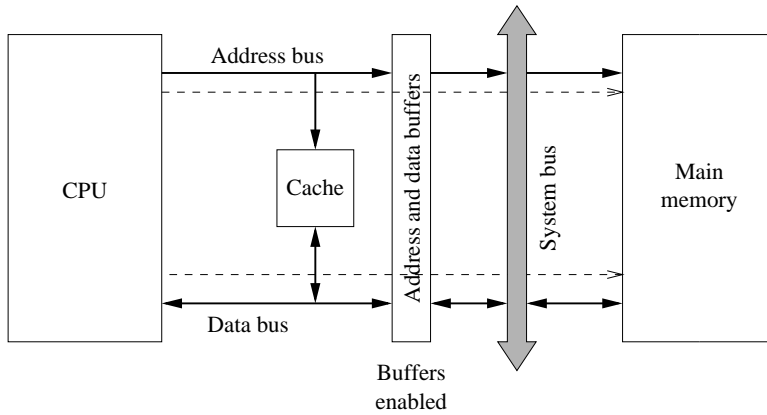 Address bus
CPU
Cache
Address and data buffers
System bus
Main
memory
Data bus
Buffers
enabled